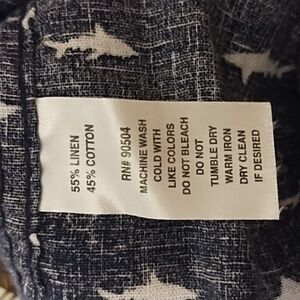 55% LINEN
45% COTTON
RN# 90504
MACHINE WASH
COLD WITH
LIKE COLORS
DO NOT BLEACH
DO NOT
TUMBLE DRY
WARM IRON
DRY CLEAN
IF DESIRED